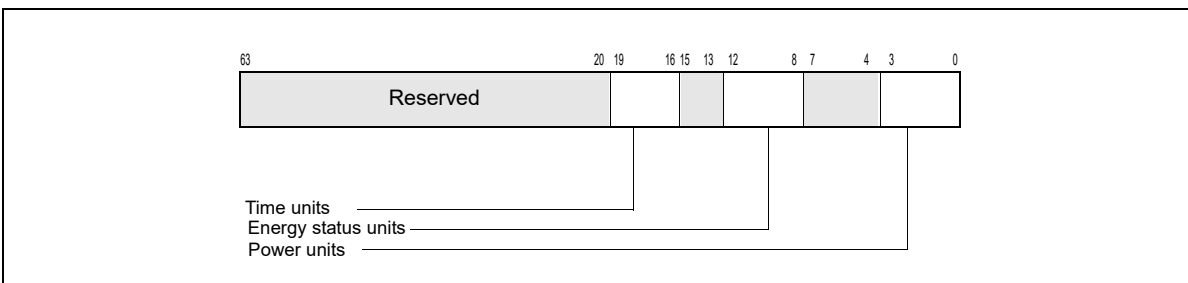 63 20 19 16 15 13 12 8 7 4 3 0
Reserved
Time units
Energy status units
Power units